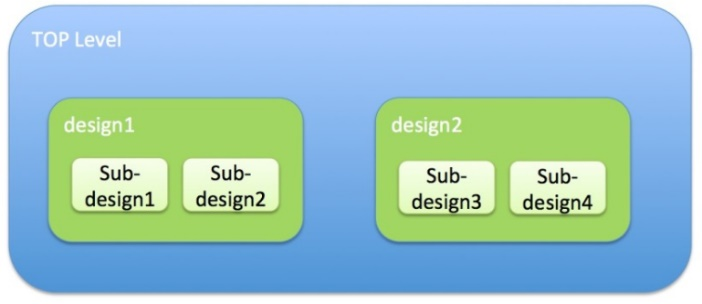 TOP Level
design1
Sub-
design1
Sub-
design2
design2
Sub-
design3
Sub-
design4